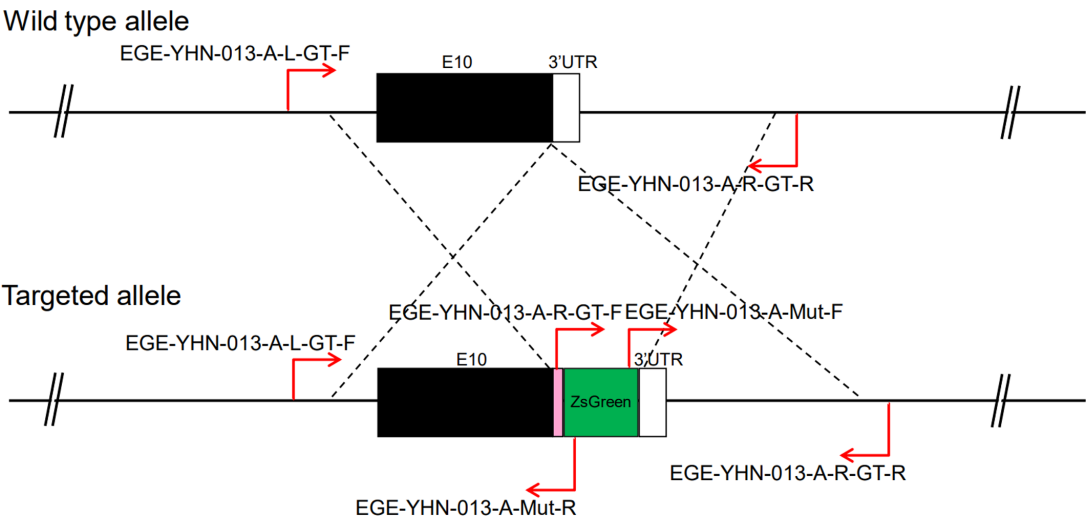 Wild type allele
EGE-YHN-013-A-L-GT-F
E10
3'UTR
EGE-YHN-013-A-R-GT-R
Targeted allele
EGE-YHN-013-A-R-GT-F
EGE-YHN-013-A-Mut-F
EGE-YHN-013-A-L-GT-F
E10
3'UTR
ZsGreen
EGE-YHN-013-A-R-GT-R
EGE-YHN-013-A-Mut-R